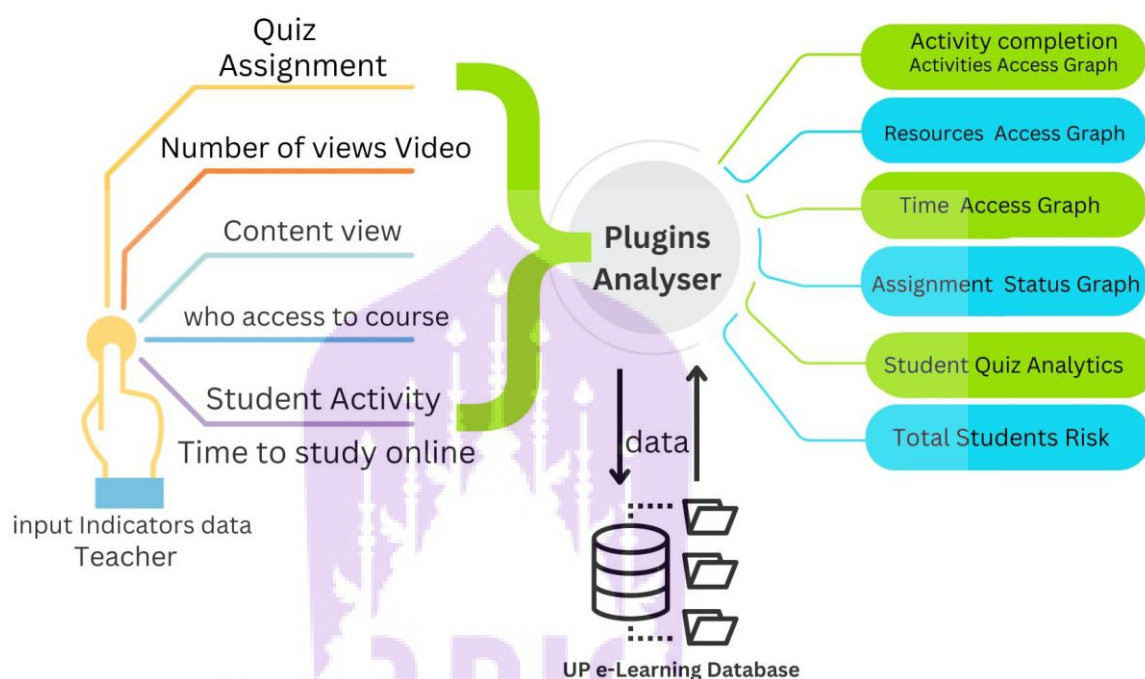 Quiz
Assignment
Number of views Video
Content view
who access to course
Student Activity
Time to study online
input Indicators data
Teacher
Plugins
Analyser
data
UP e-Learning Database
Activity completion
Activities Access Graph
Resources Access Graph
Time Access Graph
Assignment Status Graph
Student Quiz Analytics
Total Students Risk